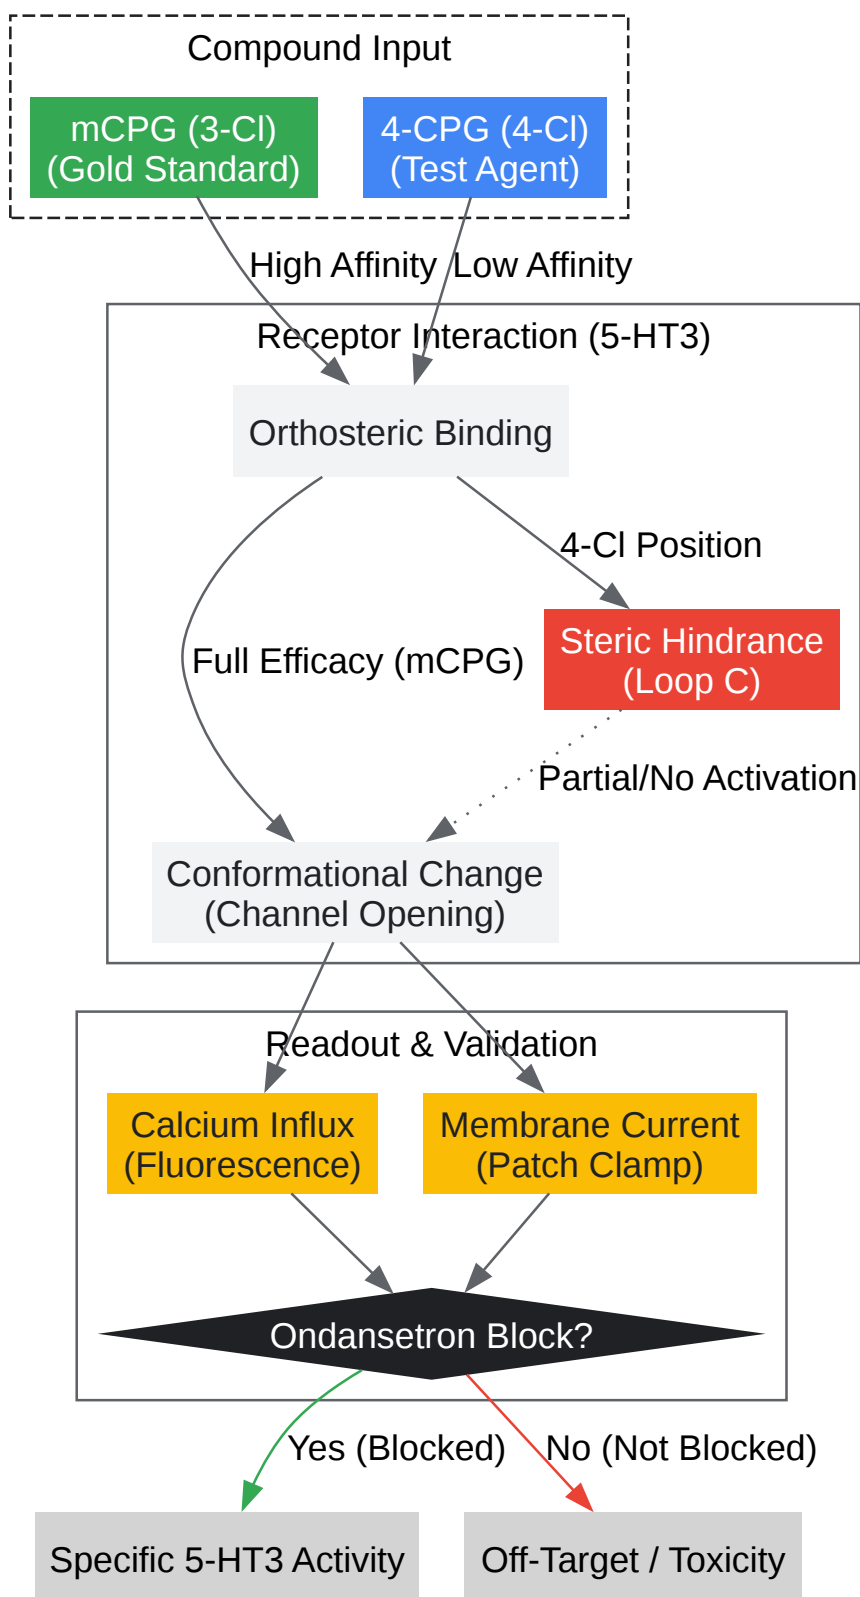 Compound Input
mCPG (3-Cl)
(Gold Standard)
4-CPG (4-Cl)
(Test Agent)
High Affinity
Low Affinity
Receptor Interaction (5-HT3)
Orthosteric Binding
4-Cl Position
Steric Hindrance
(Loop C)
Full Efficacy (mCPG)
Partial/No Activation
Conformational Change
(Channel Opening)
Readout & Validation
Calcium Influx
(Fluorescence)
Membrane Current
(Patch Clamp)
Ondansetron Block?
Yes (Blocked)
No (Not Blocked)
Specific 5-HT3 Activity
Off-Target / Toxicity